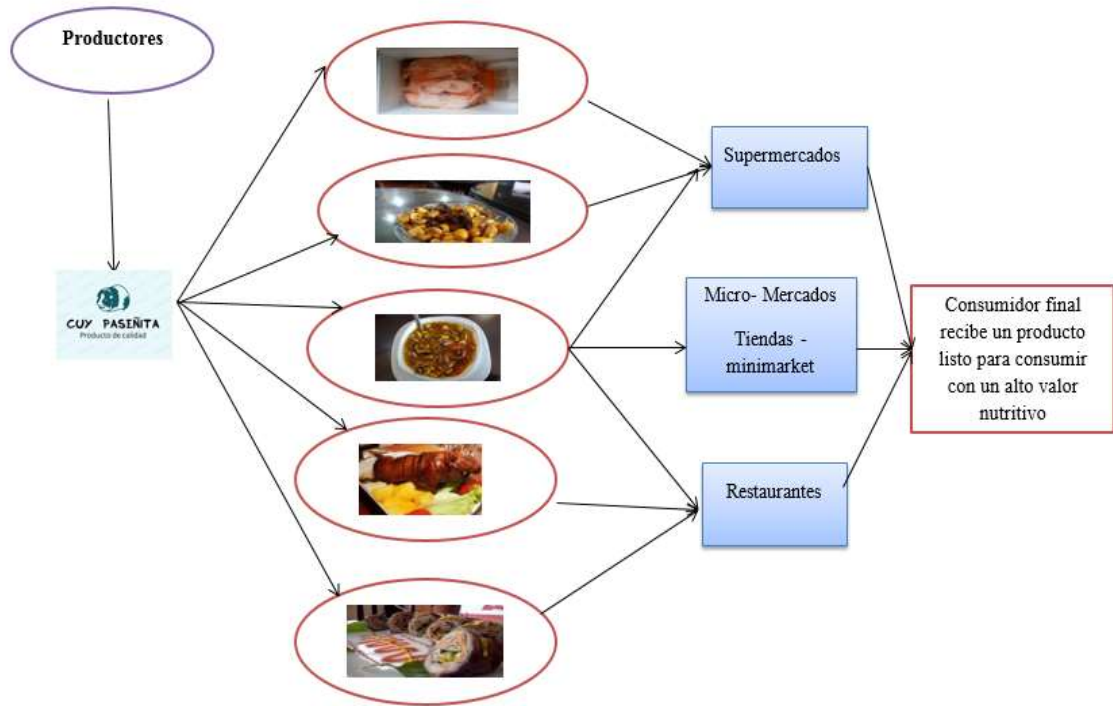 Productores
CUY PASIÑITA
Producto de calidad
Supermercados
Micro- Mercados
Tiendas -
minimarket
Restaurantes
Consumidor final
recibe un producto
listo para consumir
con un alto valor
nutritivo